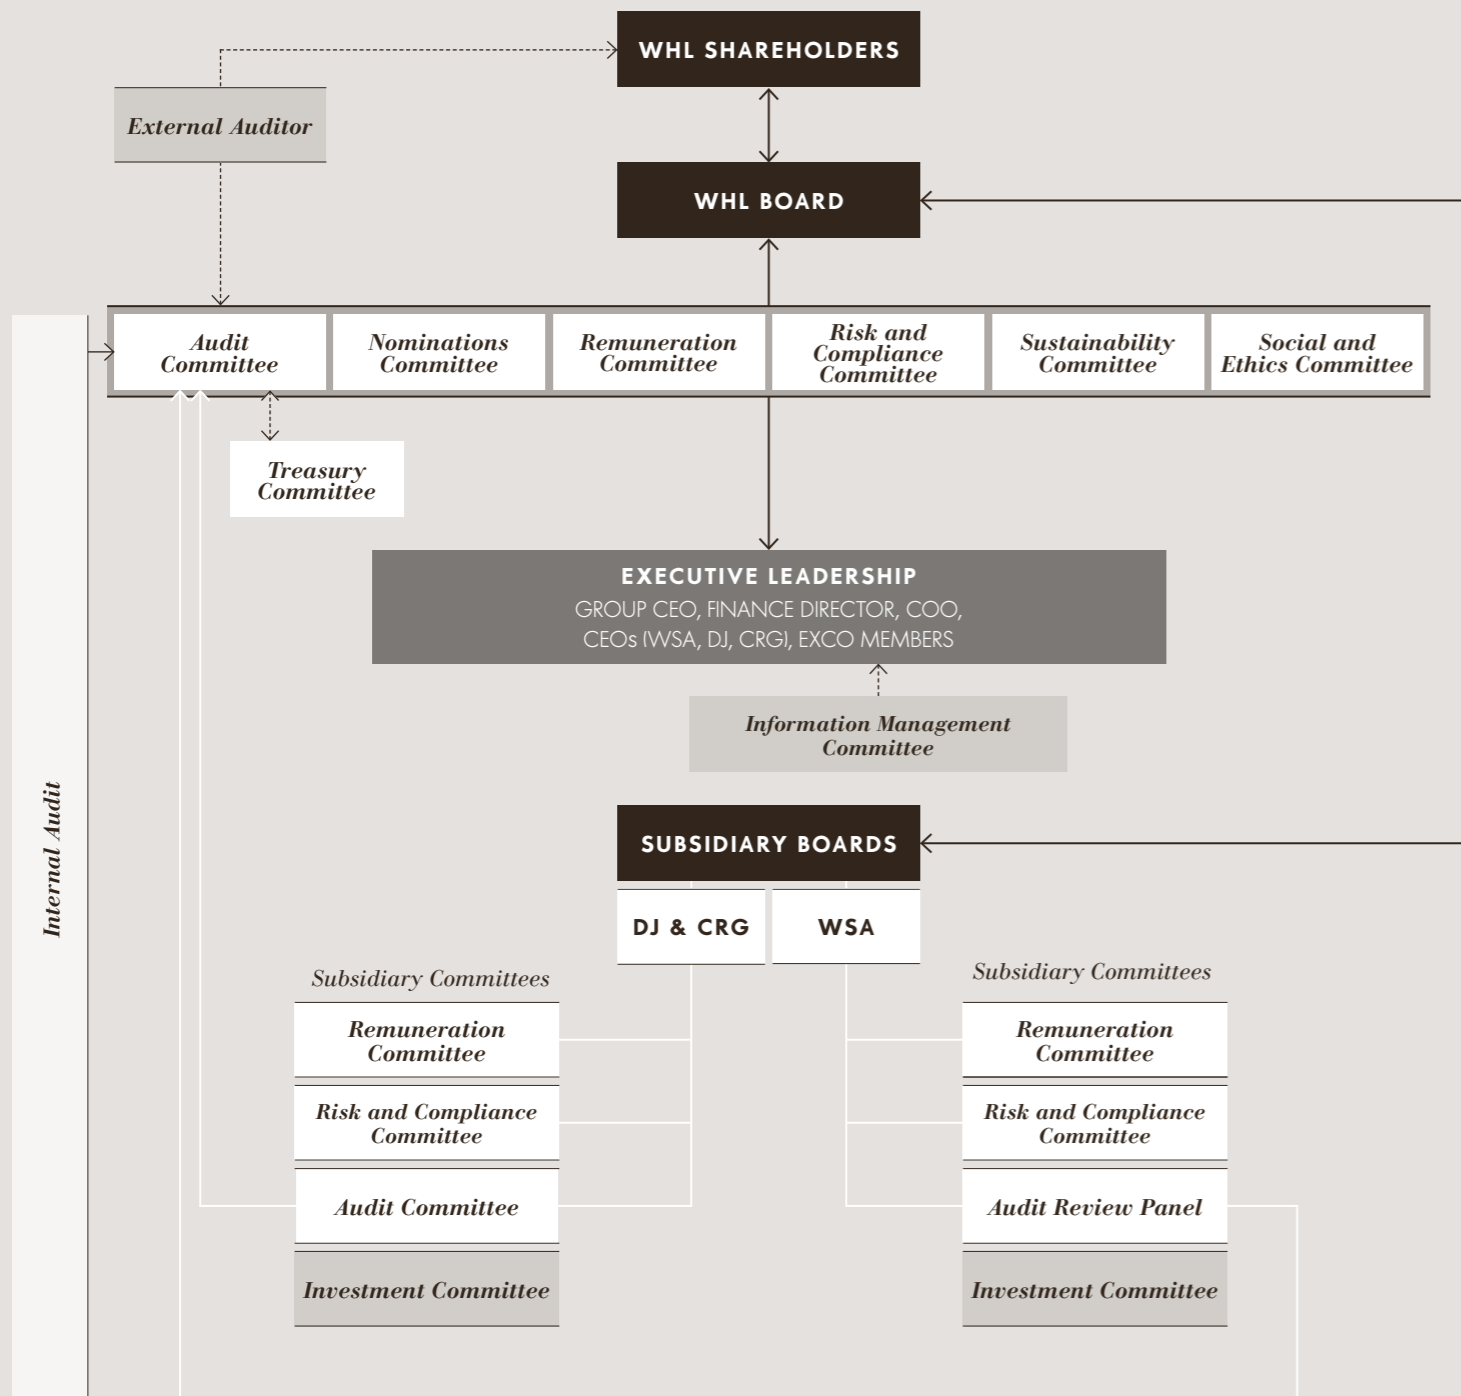 WHL SHAREHOLDERS
External Auditor
WHL BOARD
Audit
Committee
Nominations
Committee
Remuneration
Committee
Risk and
Compliance
Committee
Sustainability
Committee
Social and
Ethics Committee
Treasury
Committee
EXECUTIVE LEADERSHIP
GROUP CEO, FINANCE DIRECTOR, COO,
CEOs (WSA, DJ, CRG), EXCO MEMBERS
Information Management
Committee
Internal Audit
SUBSIDIARY BOARDS
DJ & CRG
WSA
Subsidiary Committees
Remuneration
Committee
Risk and Compliance
Committee
Audit Committee
Investment Committee
Subsidiary Committees
Remuneration
Committee
Risk and Compliance
Committee
Audit Review Panel
Investment Committee